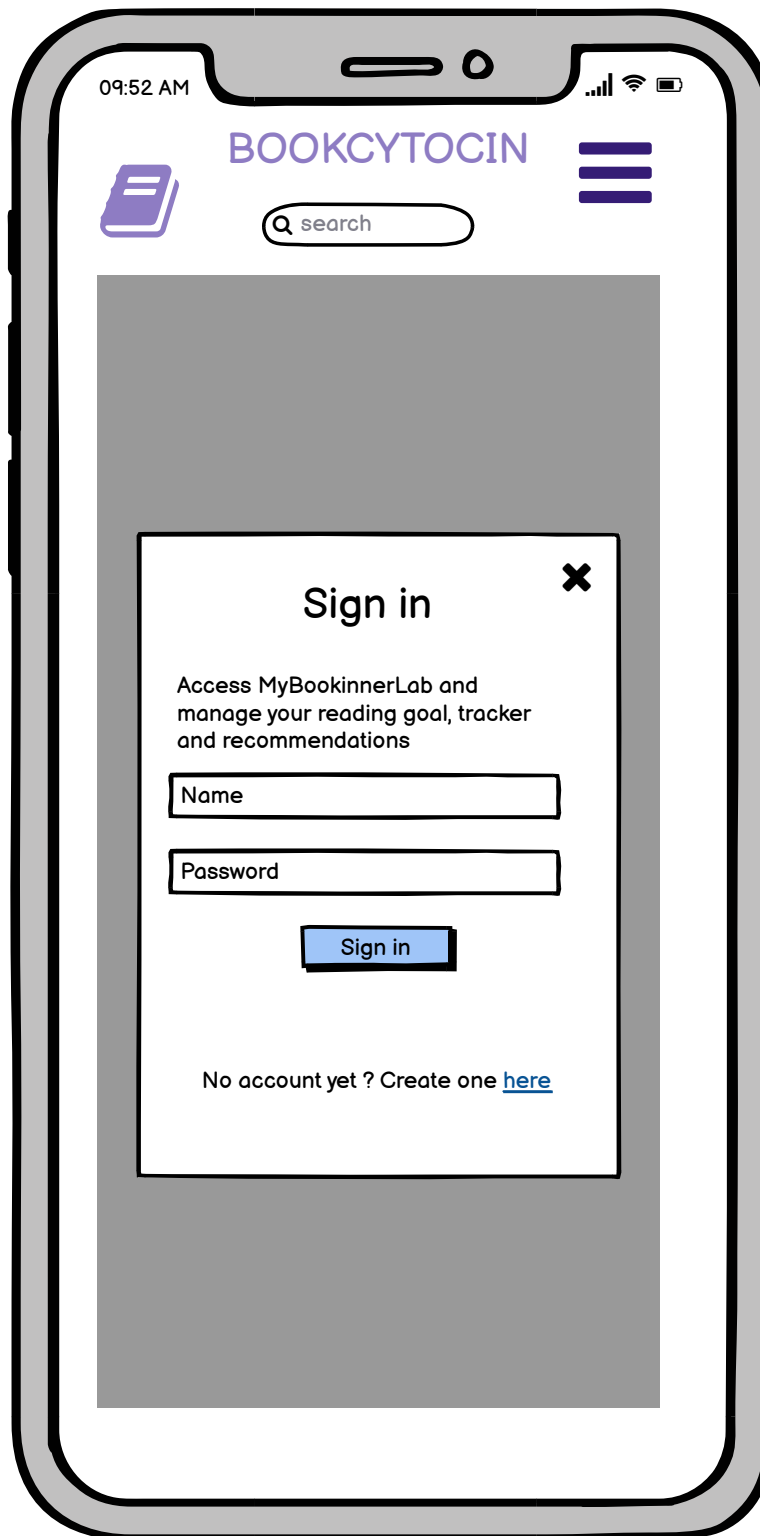 09:52 AM
BOOKCYTOCIN
search
Sign in
Access MyBookinnerLab and
manage your reading goal, tracker
and recommendations
Name
Password
Sign in
No account yet ? Create one here